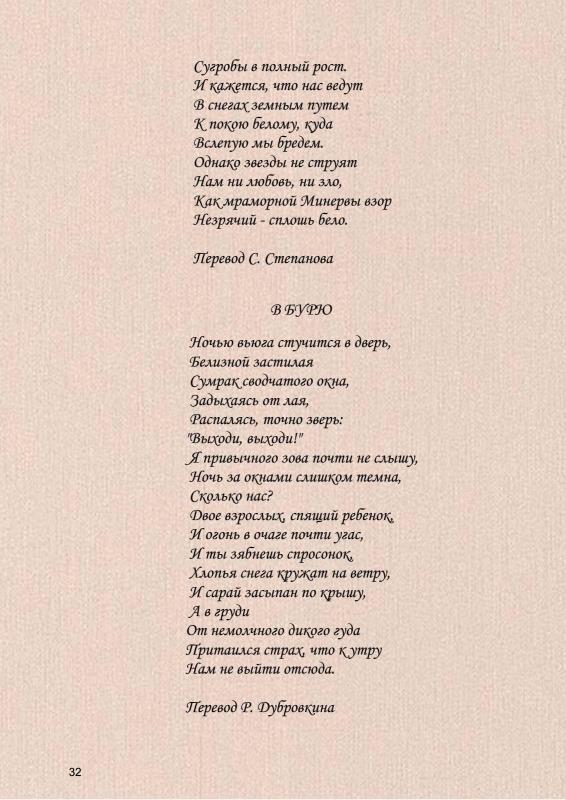 Сугробы в полный рост.
И кажется, что нас ведут
В снегах земным путем
К покою белому, куда
Вслепую мы бредем.
Однако звезды не струят
Нам ни любовь, ни зло,
Как мраморной Минервы взор
Незрячий - сплошь бело.
Перевод С. Степанова
В БУРЮ
Ночью вьюга стучится в дверь,
Белизной застилая
Сумрак сводчатого окна,
Задыхаясь от лая,
Распалясь, точно зверь:
"Выходи, выходи!"
Я привычного зова почти не слышу,
Ночь за окнами слишком темна,
Сколько нас?
Двое взрослых, спящий ребенок,
И огонь в очаге почти угас,
И ты зябнешь спросонок,
Хлопья снега кружат на ветру,
И сарай засыпан по крышу,
А в груди
От немолчного дикого гуда
Притаился страх, что к утру
Нам не выйти отсюда.
Перевод Р. Дубровкина
32